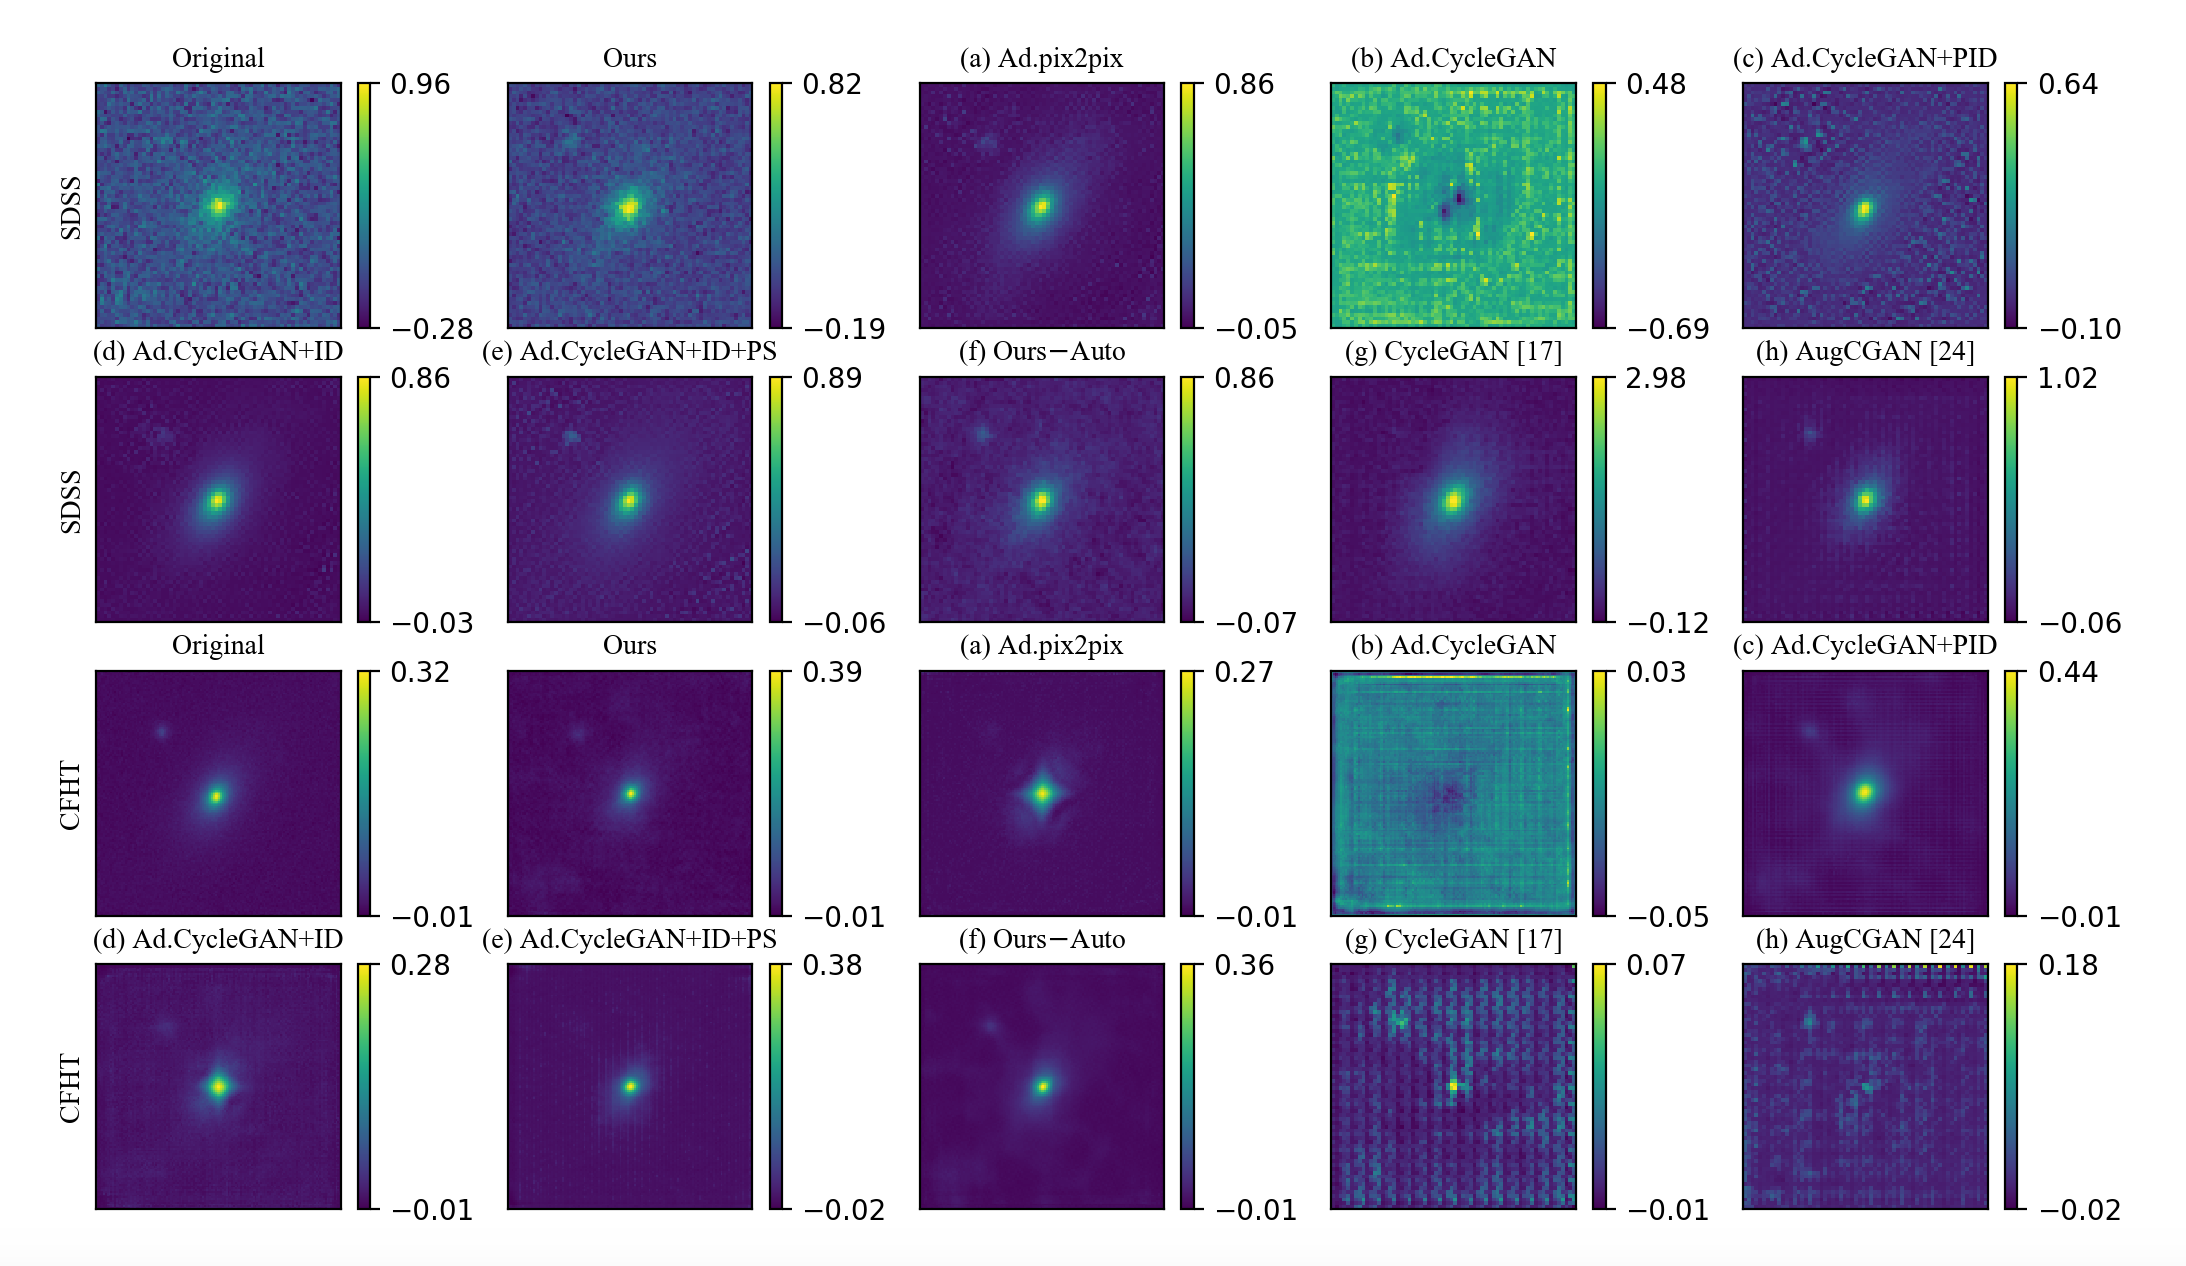 Original Ours (a) Ad.pix2pix (b) Ad.CycleGAN (c) Ad.CycleGAN+PID
0.96 0.82 0.86 0.48 0.64
SDSS
−0.28 −0.19 −0.05 −0.69 −0.10
(d) Ad.CycleGAN+ID (e) Ad.CycleGAN+ID+PS (f) Ours−Auto (g) CycleGAN [17] (h) AugCGAN [24]
0.86 0.89 0.86 2.98 1.02
SDSS
−0.03 −0.06 −0.07 −0.12 −0.06
Original Ours (a) Ad.pix2pix (b) Ad.CycleGAN (c) Ad.CycleGAN+PID
0.32 0.39 0.27 0.03 0.44
CFHT
−0.01 −0.01 −0.01 −0.05 −0.01
(d) Ad.CycleGAN+ID (e) Ad.CycleGAN+ID+PS (f) Ours−Auto (g) CycleGAN [17] (h) AugCGAN [24]
0.28 0.38 0.36 0.07 0.18
CFHT
−0.01 −0.02 −0.01 −0.01 −0.02